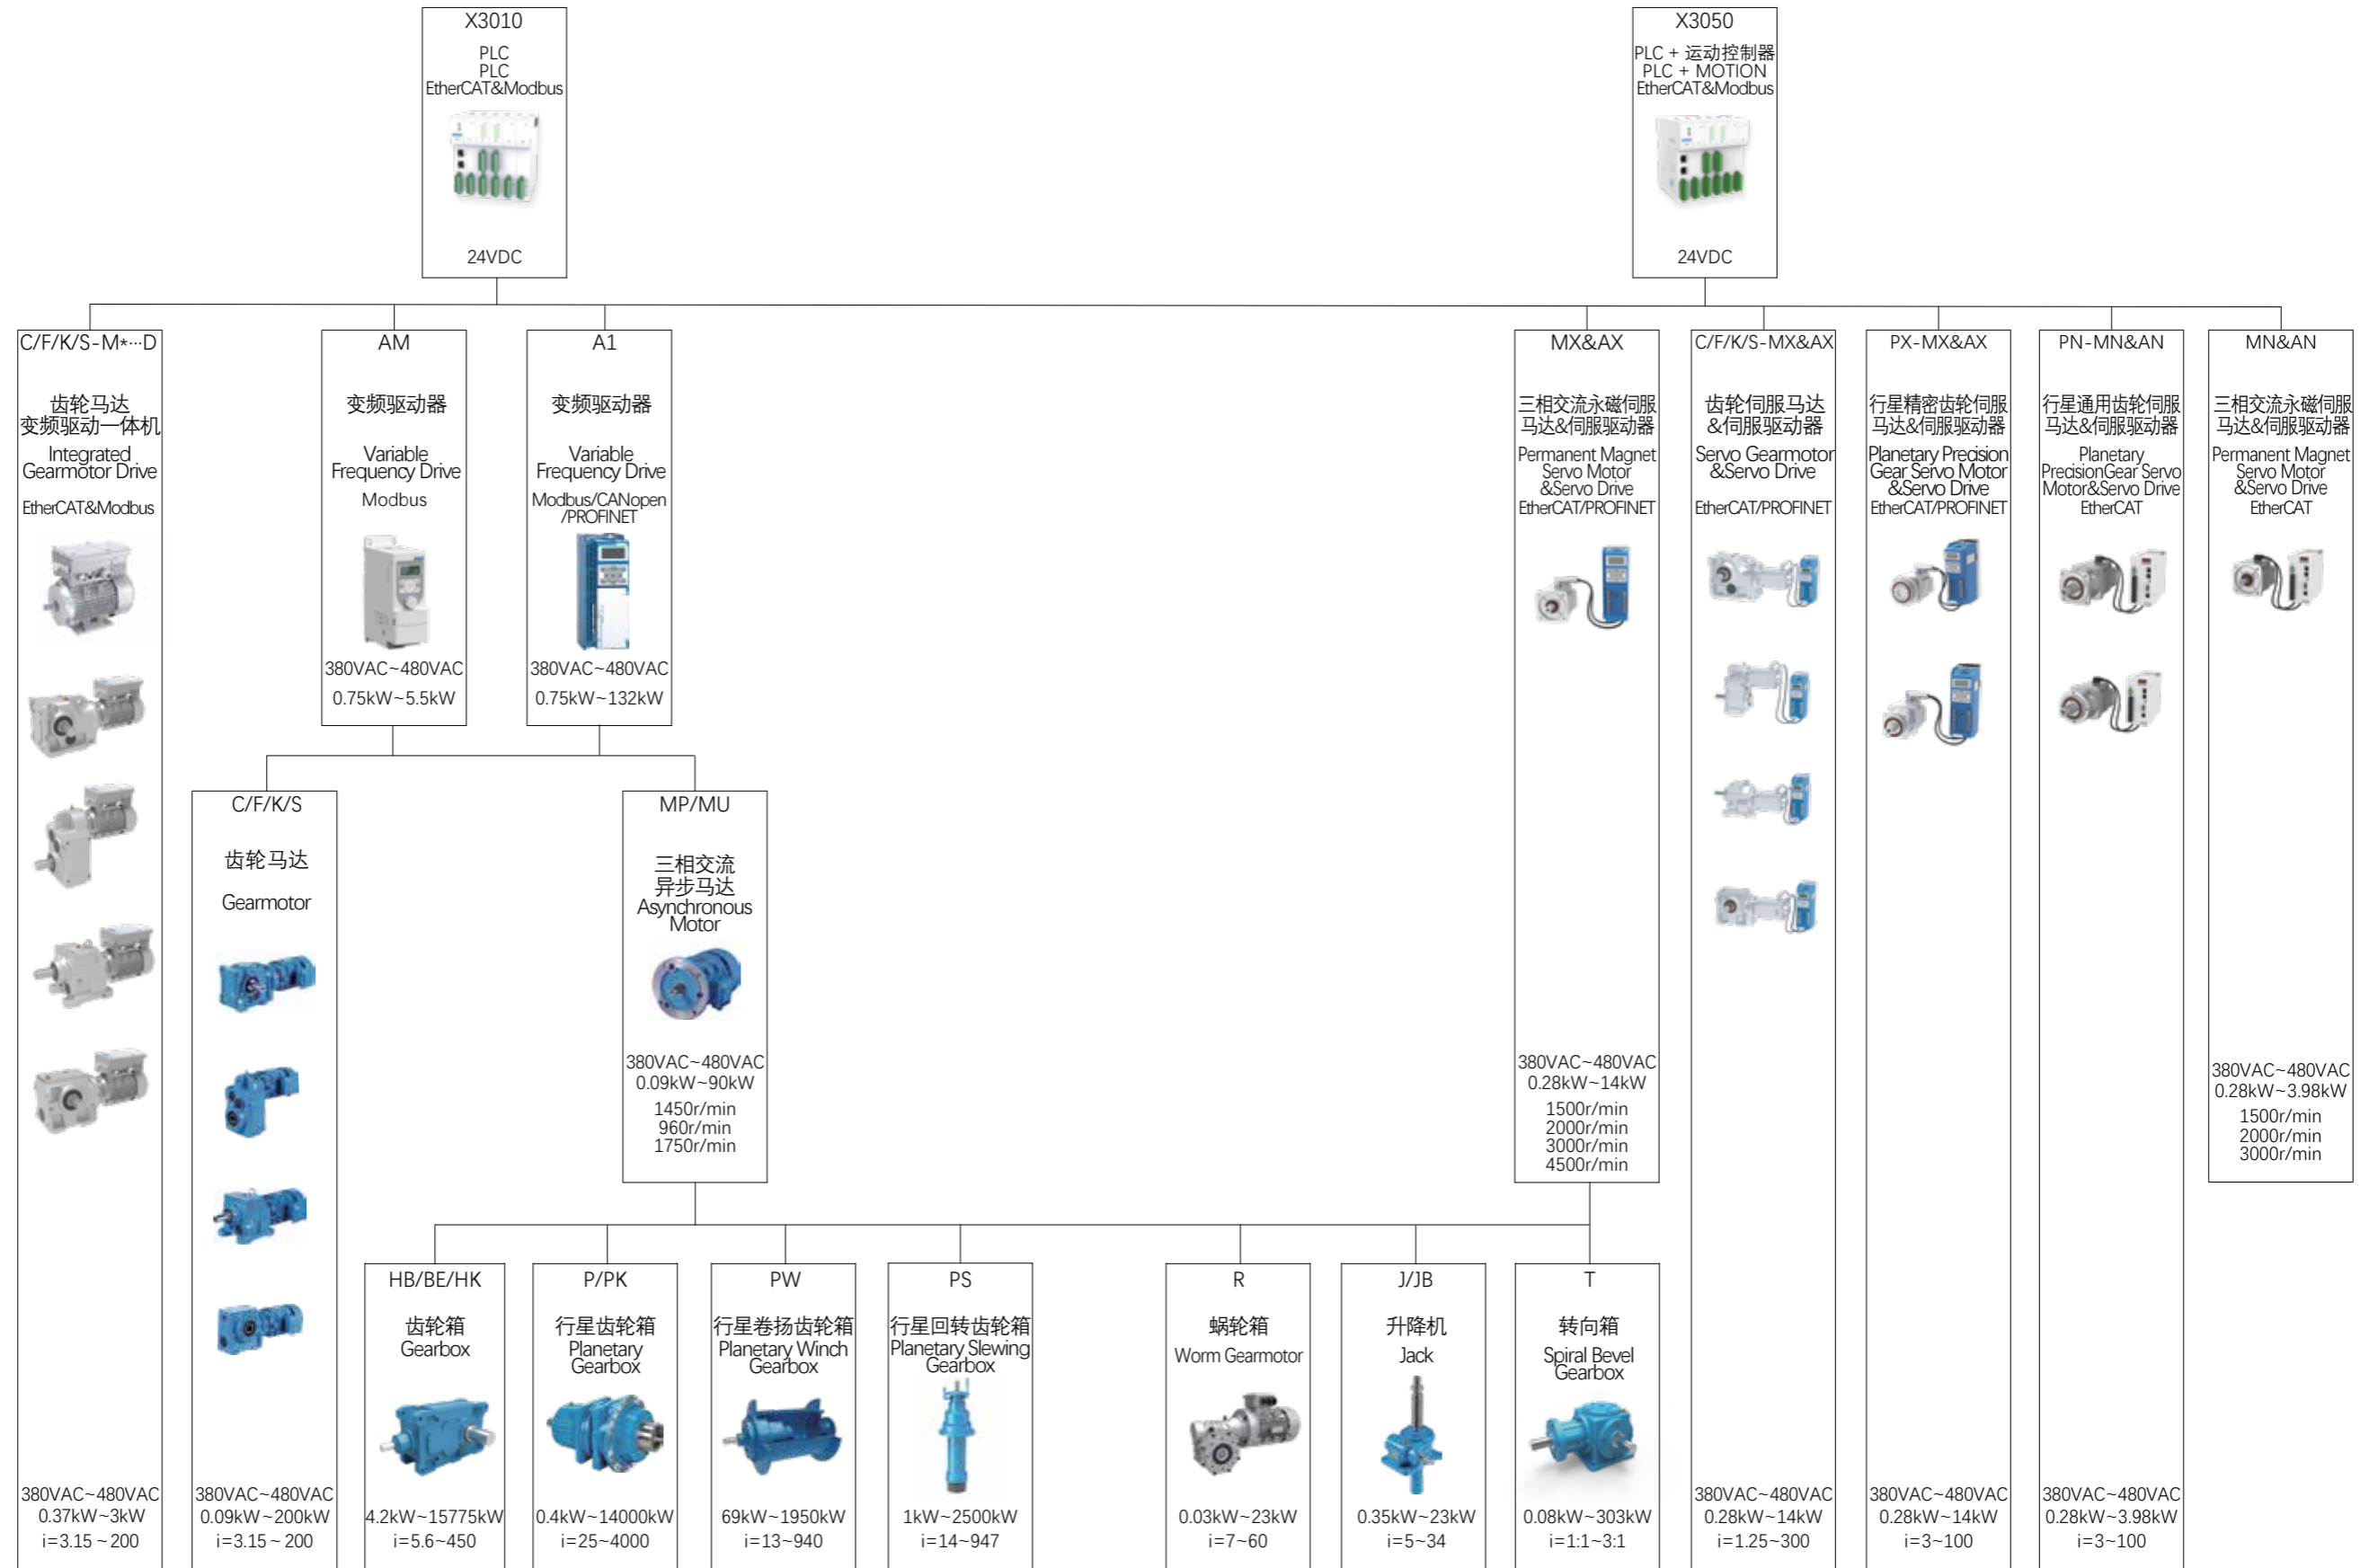 X3010
PLC
PLC
EtherCAT&Modbus
24VDC
X3050
PLC + 运动控制器
PLC + MOTION
EtherCAT&Modbus
24VDC
C/F/K/S-M*···D
齿轮马达
变频驱动一体机
Integrated
Gearmotor Drive
EtherCAT&Modbus
380VAC~480VAC
0.37kW~3kW
i=3.15 ~ 200
AM
变频驱动器
Variable
Frequency Drive
Modbus
380VAC~480VAC
0.75kW~5.5kW
A1
变频驱动器
Variable
Frequency Drive
Modbus/CANopen
/PROFINET
380VAC~480VAC
0.75kW~132kW
C/F/K/S
齿轮马达
Gearmotor
380VAC~480VAC
0.09kW~200kW
i=3.15 ~ 200
MP/MU
三相交流
异步马达
Asynchronous
Motor
380VAC~480VAC
0.09kW~90kW
1450r/min
960r/min
1750r/min
HB/BE/HK
齿轮箱
Gearbox
4.2kW~15775kW
i=5.6~450
P/PK
行星齿轮箱
Planetary
Gearbox
0.4kW~14000kW
i=25~4000
PW
行星卷扬齿轮箱
Planetary Winch
Gearbox
69kW~1950kW
i=13~940
PS
行星回转齿轮箱
Planetary Slewing
Gearbox
1kW~2500kW
i=14~947
R
蜗轮箱
Worm Gearmotor
0.03kW~23kW
i=7~60
J/JB
升降机
Jack
0.35kW~23kW
i=5~34
T
转向箱
Spiral Bevel
Gearbox
0.08kW~303kW
i=1:1~3:1
MX&AX
三相交流永磁伺服
马达&伺服驱动器
Permanent Magnet
Servo Motor
&Servo Drive
EtherCAT/PROFINET
380VAC~480VAC
0.28kW~14kW
1500r/min
2000r/min
3000r/min
4500r/min
C/F/K/S-MX&AX
齿轮伺服马达
&伺服驱动器
Servo Gearmotor
&Servo Drive
EtherCAT/PROFINET
380VAC~480VAC
0.28kW~14kW
i=1.25~300
PX-MX&AX
行星精密齿轮伺服
马达&伺服驱动器
Planetary Precision
Gear Servo Motor
&Servo Drive
EtherCAT/PROFINET
380VAC~480VAC
0.28kW~14kW
i=3~100
PN-MN&AN
行星通用齿轮伺服
马达&伺服驱动器
Planetary
PrecisionGear Servo
Motor&Servo Drive
EtherCAT
380VAC~480VAC
0.28kW~3.98kW
i=3~100
MN&AN
三相交流永磁伺服
马达&伺服驱动器
Permanent Magnet
Servo Motor
&Servo Drive
EtherCAT
380VAC~480VAC
0.28kW~3.98kW
1500r/min
2000r/min
3000r/min